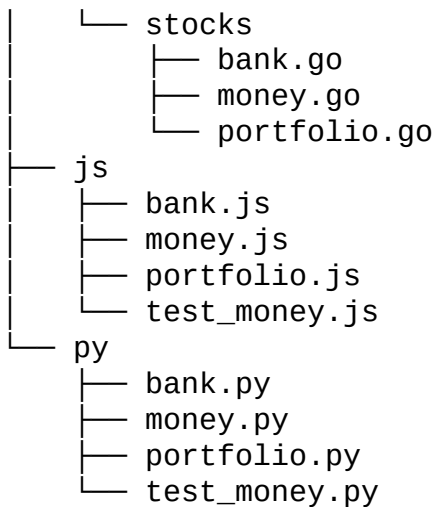 │   └── stocks
│       ├── bank.go
│       ├── money.go
│       └── portfolio.go
├── js
│   ├── bank.js
│   ├── money.js
│   ├── portfolio.js
│   └── test_money.js
└── py
    ├── bank.py
    ├── money.py
    ├── portfolio.py
    └── test_money.py